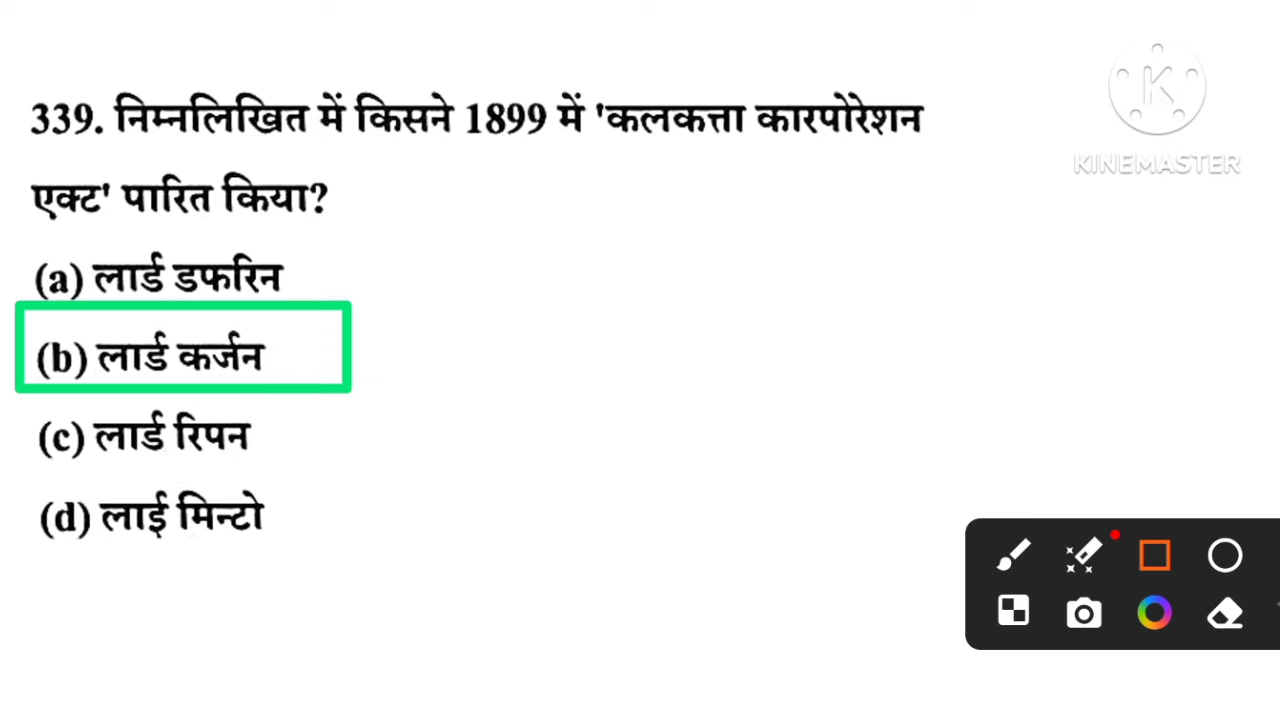 339. निम्नलिखित में किसने 1899 में 'कलकत्ता कारपोरेशन
एक्ट' पारित किया?
(a) लार्ड डफरिन
(b) लार्ड कर्जन
(c) लार्ड रिपन
(d) लाई मिन्टो
K
KINEMASTER